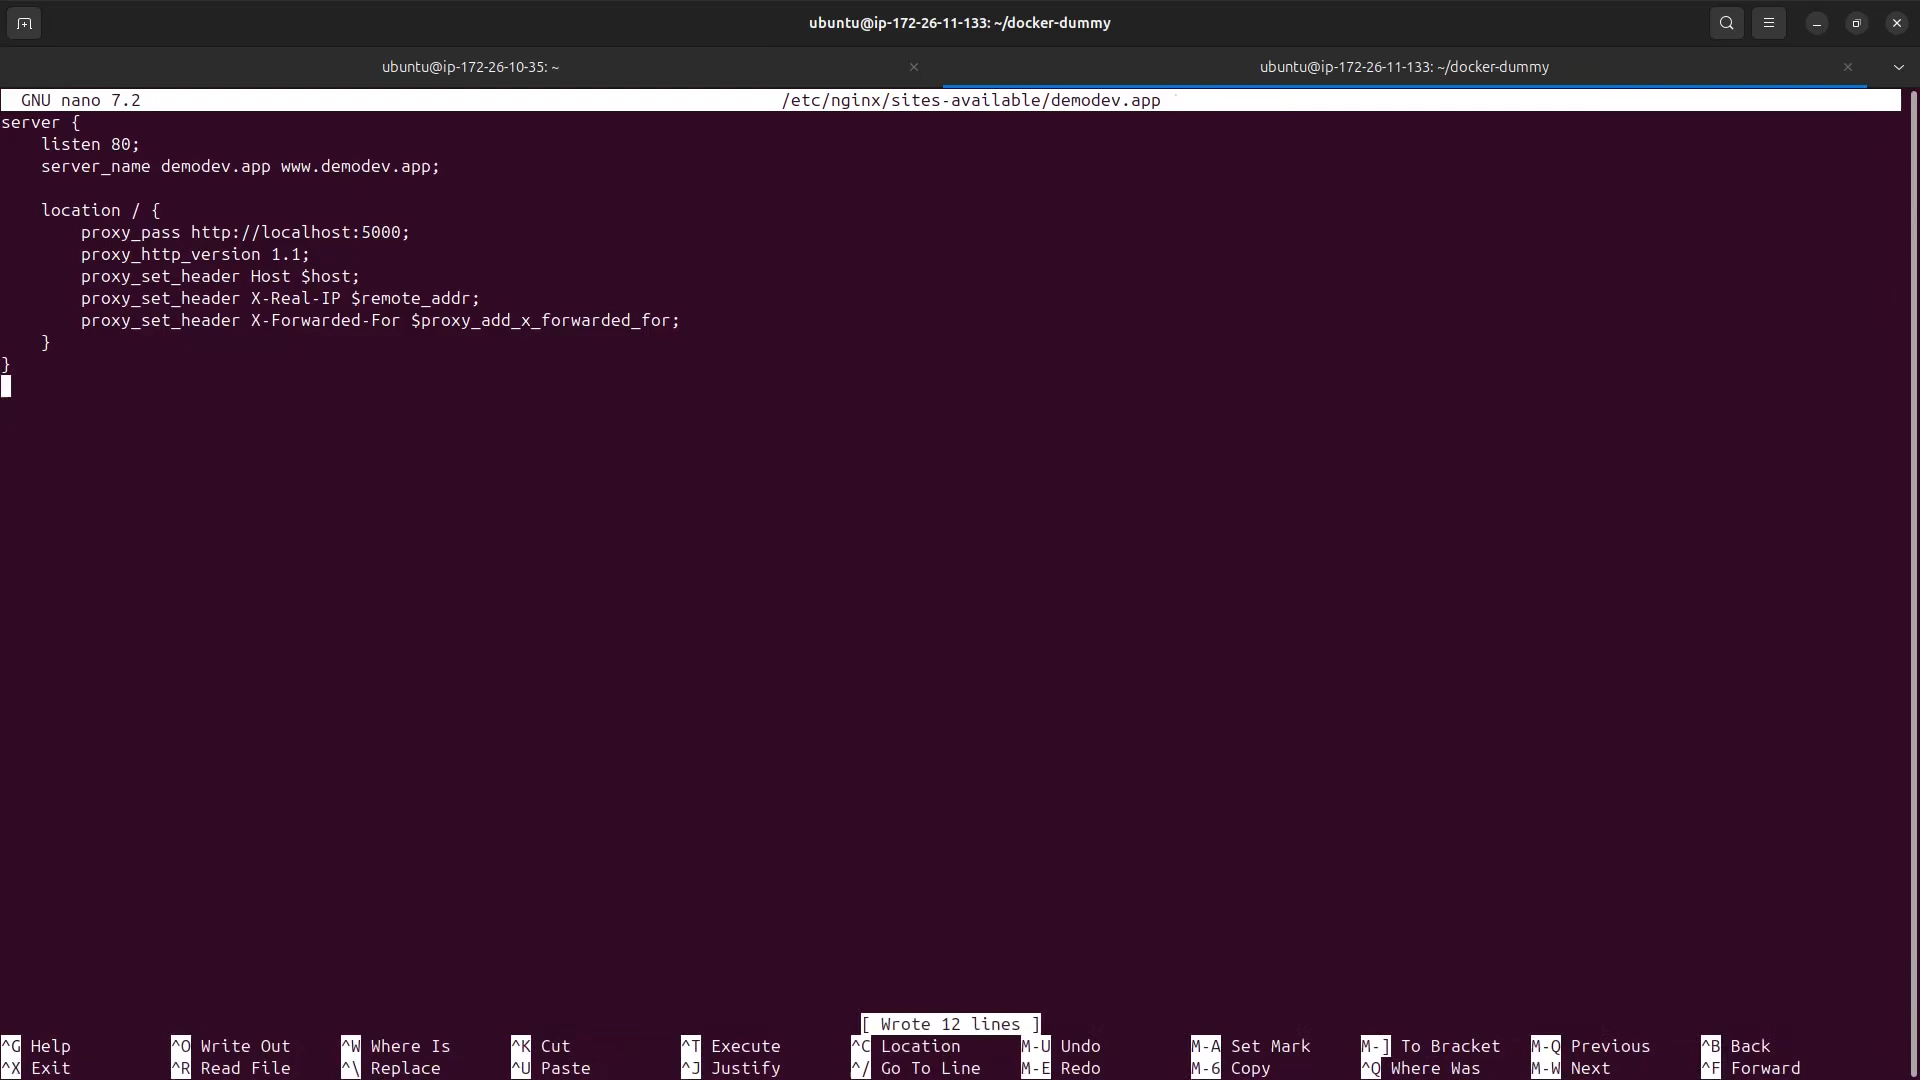 ubuntu@ip-172-26-11-133: ~/docker-dummy
ubuntu@ip-172-26-10-35: ~
ubuntu@ip-172-26-11-133: ~/docker-dummy
GNU nano 7.2 /etc/nginx/sites-available/demodev.app
server {
    listen 80;
    server_name demodev.app www.demodev.app;
    location / {
        proxy_pass http://localhost:5000;
        proxy_http_version 1.1;
        proxy_set_header Host $host;
        proxy_set_header X-Real-IP $remote_addr;
        proxy_set_header X-Forwarded-For $proxy_add_x_forwarded_for;
    }
}
[ Wrote 12 lines ]
^G Help ^O Write Out ^W Where Is ^K Cut ^T Execute ^C Location M-U Undo M-A Set Mark M-] To Bracket M-Q Previous ^B Back
^X Exit ^R Read File ^\ Replace ^U Paste ^J Justify ^/ Go To Line M-E Redo M-6 Copy ^Q Where Was M-W Next ^F Forward